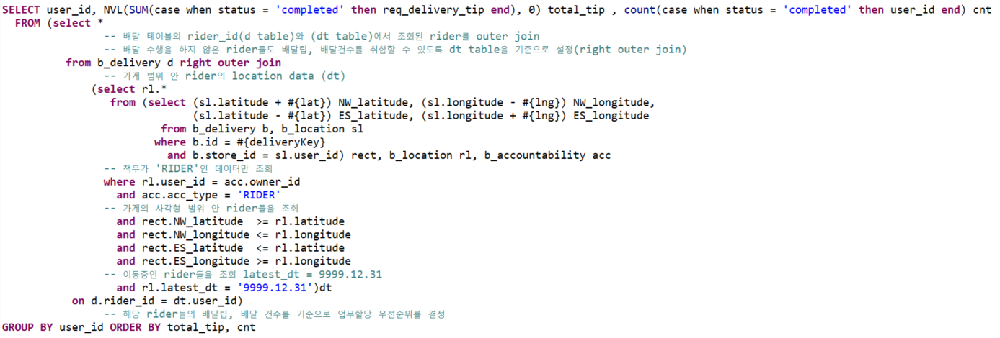 SELECT user_id, NVL(SUM(case when status = 'completed' then req_delivery_tip end), 0) total_tip , count(case when status = 'completed' then user_id end) cnt
FROM (select *
-- 배달 테이블의 rider_id(d table)와 (dt table)에서 조회된 rider를 outer join
-- 배달 수행을 하지 않은 rider들도 배달팁, 배달건수를 취합할 수 있도록 dt table을 기준으로 설정(right outer join)
from b_delivery d right outer join
-- 가게 범위 안 rider의 location data (dt)
(select rl.*
from (select (sl.latitude + #{lat}) NW_latitude, (sl.longitude - #{lng}) NW_longitude,
(sl.latitude - #{lat}) ES_latitude, (sl.longitude + #{lng}) ES_longitude
from b_delivery b, b_location sl
where b.id = #{deliveryKey}
and b.store_id = sl.user_id) rect, b_location rl, b_accountability acc
-- 책무가 'RIDER'인 데이터만 조회
where rl.user_id = acc.owner_id
and acc.acc_type = 'RIDER'
-- 가게의 사각형 범위 안 rider들을 조회
and rect.NW_latitude >= rl.latitude
and rect.NW_longitude <= rl.longitude
and rect.ES_latitude <= rl.latitude
and rect.ES_longitude >= rl.longitude
-- 이동중인 rider들을 조회 latest_dt = 9999.12.31
and rl.latest_dt = '9999.12.31')dt
on d.rider_id = dt.user_id)
-- 해당 rider들의 배달팁, 배달 건수를 기준으로 업무할당 우선순위를 결정
GROUP BY user_id ORDER BY total_tip, cnt